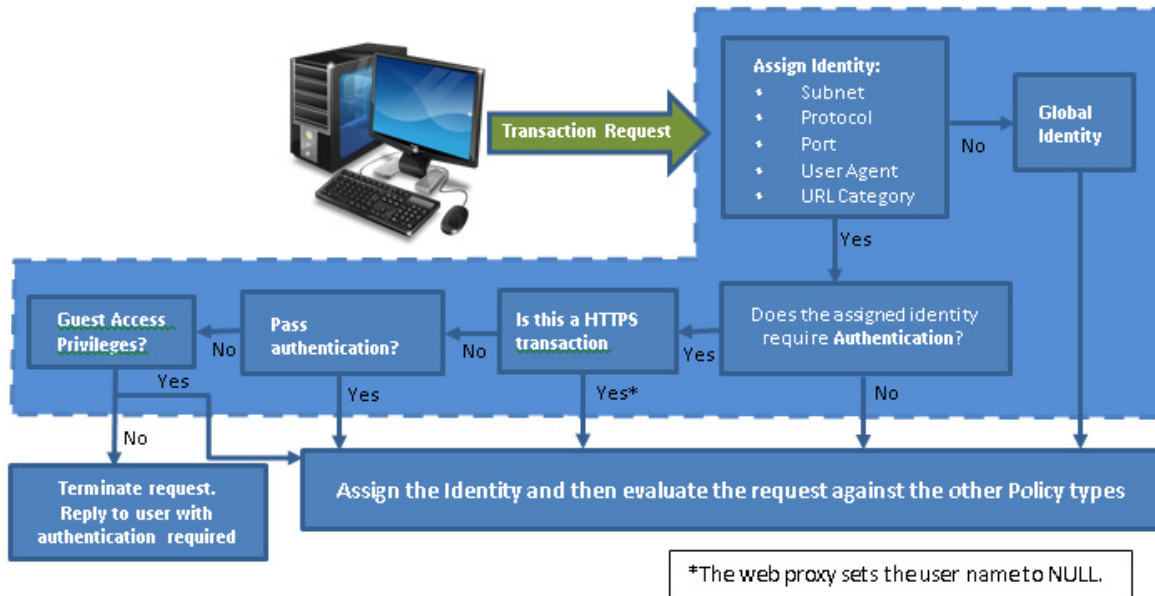 Transaction Request
Assign Identity:
Subnet
Protocol
Port
User Agent
URL Category
No
Global
Identity
Yes
Does the assigned identity
require Authentication?
Yes
Is this a HTTPS
transaction
No
Pass
authentication?
No
Guest Access
Privileges?
Yes
No
Yes
Yes*
No
Terminate request.
Reply to user with
authentication required
Assign the Identity and then evaluate the request against the other Policy types
*The web proxy sets the user name to NULL.